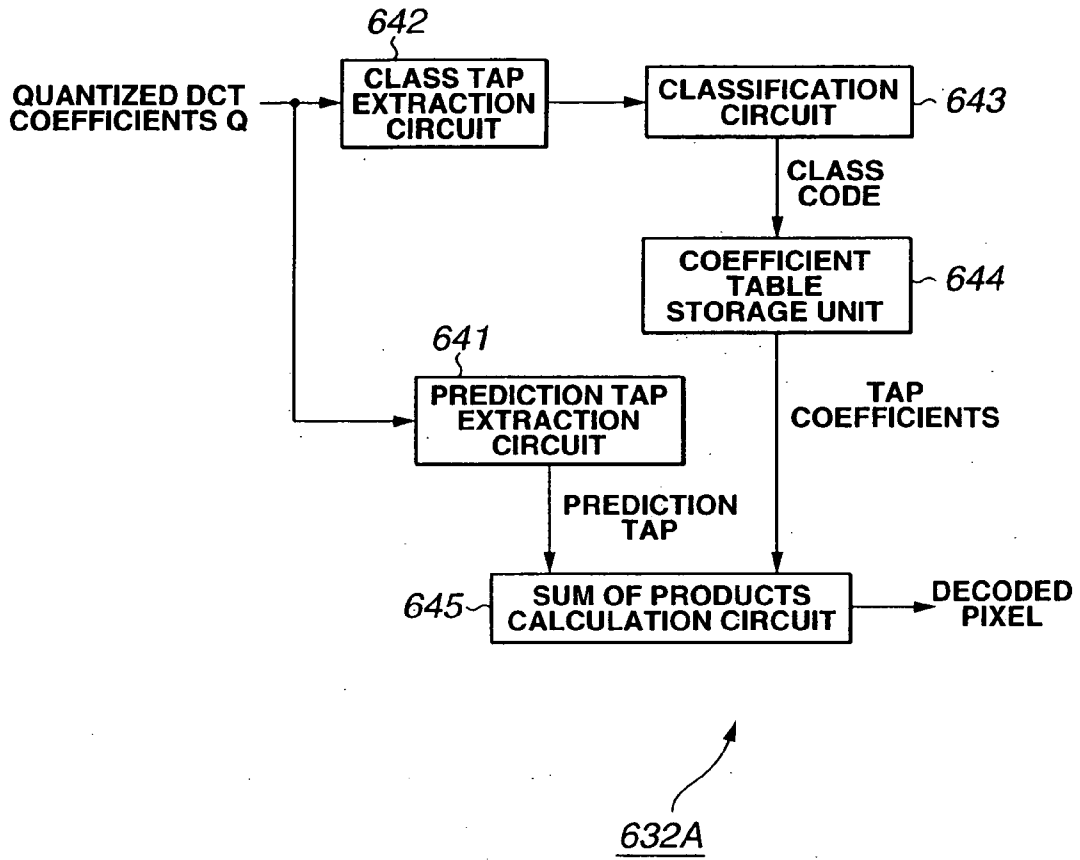 642
QUANTIZED DCT
COEFFICIENTS Q
CLASS TAP
EXTRACTION
CIRCUIT
CLASSIFICATION
CIRCUIT
643
CLASS
CODE
COEFFICIENT
TABLE
STORAGE UNIT
644
641
PREDICTION TAP
EXTRACTION
CIRCUIT
TAP
COEFFICIENTS
PREDICTION
TAP
645
SUM OF PRODUCTS
CALCULATION CIRCUIT
DECODED
PIXEL
632A